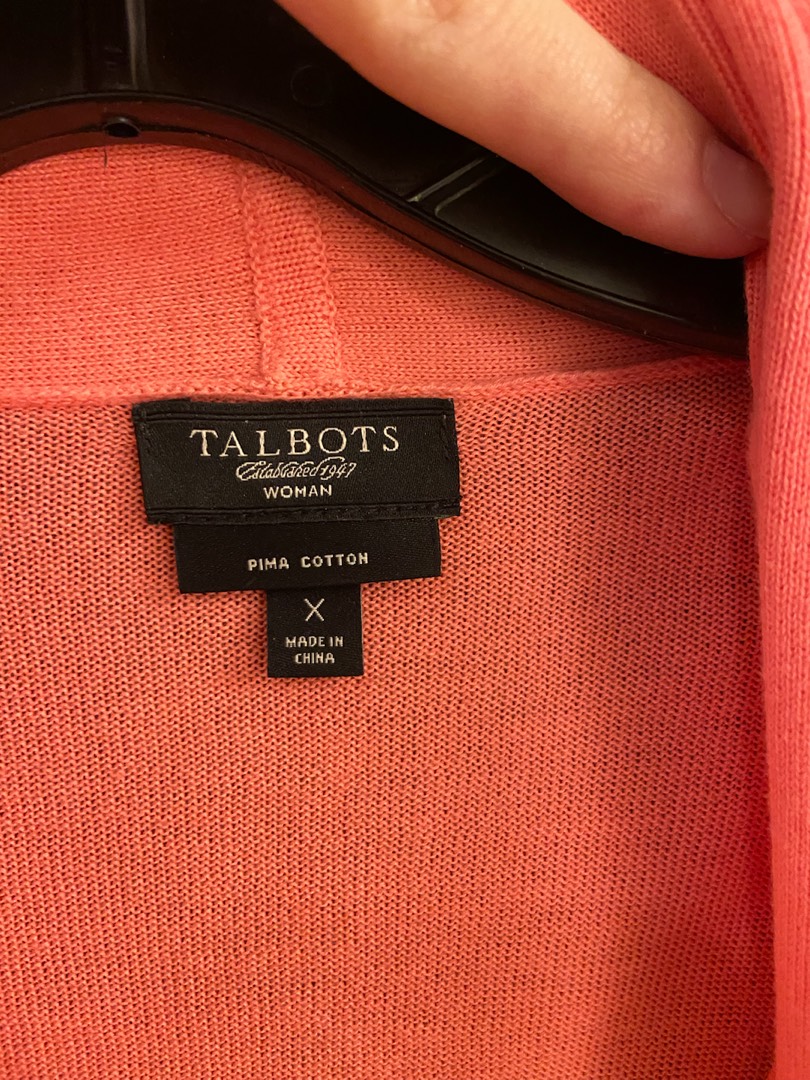 TALBOTS
Established 1947
WOMAN
PIMA COTTON
X
MADE IN
CHINA